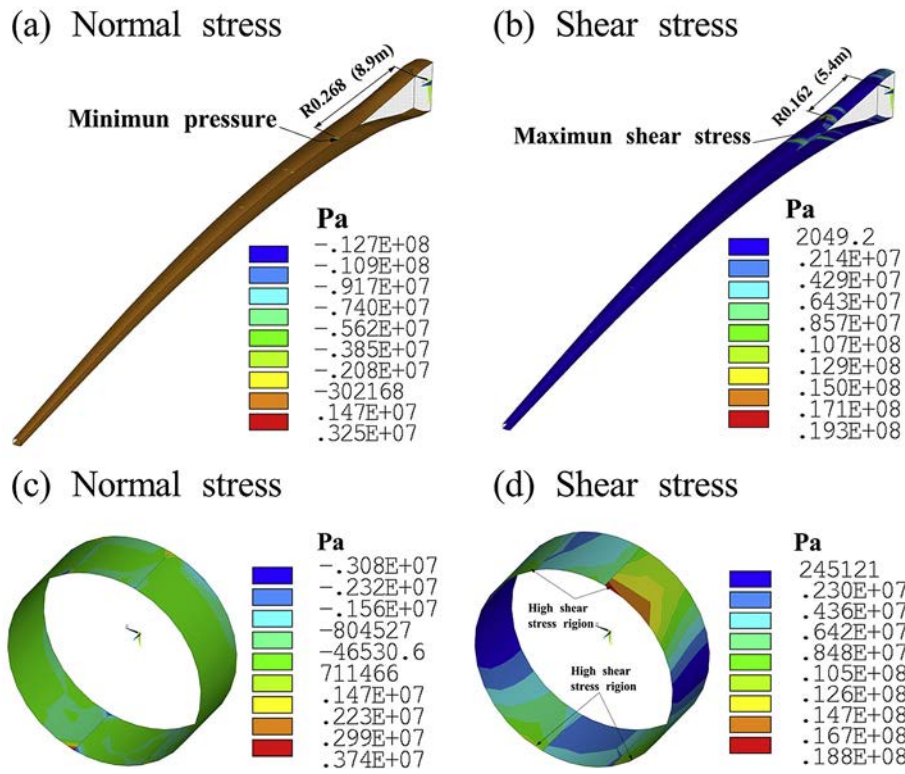 (a) Normal stress
R0.268 (8.9m)
Minimun pressure
Pa
-.127E+08
-.109E+08
-.917E+07
-.740E+07
-.562E+07
-.385E+07
-.208E+07
-302168
.147E+07
.325E+07
(b) Shear stress
R0.162 (5.4m)
Maximun shear stress
Pa
2049.2
.214E+07
.429E+07
.643E+07
.857E+07
.107E+08
.129E+08
.150E+08
.171E+08
.193E+08
(c) Normal stress
Pa
-.308E+07
-.232E+07
-.156E+07
-804527
-46530.6
711466
.147E+07
.223E+07
.299E+07
.374E+07
(d) Shear stress
High shear
stress rigion
High shear
stress rigion
Pa
245121
.230E+07
.436E+07
.642E+07
.848E+07
.105E+08
.126E+08
.147E+08
.167E+08
.188E+08